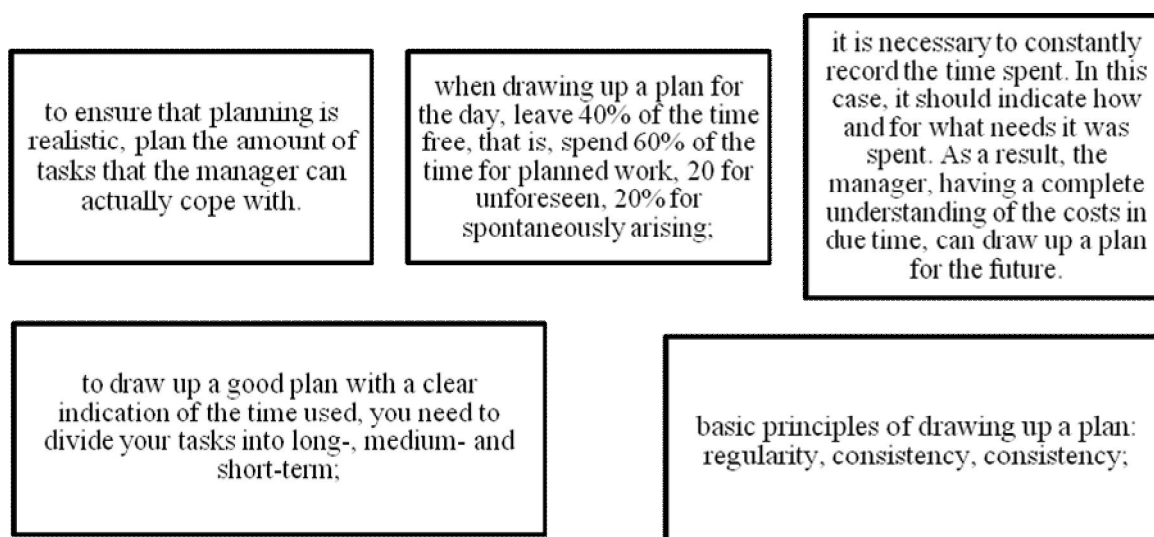 to ensure that planning is
realistic, plan the amount of
tasks that the manager can
actually cope with.
when drawing up a plan for
the day, leave 40% of the time
free, that is, spend 60% of the
time for planned work, 20 for
unforeseen, 20% for
spontaneously arising;
it is necessary to constantly
record the time spent. In this
case, it should indicate how
and for what needs it was
spent. As a result, the
manager, having a complete
understanding of the costs in
due time, can draw up a plan
for the future.
to draw up a good plan with a clear
indication of the time used, you need to
divide your tasks into long-, medium- and
short-term;
basic principles of drawing up a plan:
regularity, consistency, consistency;